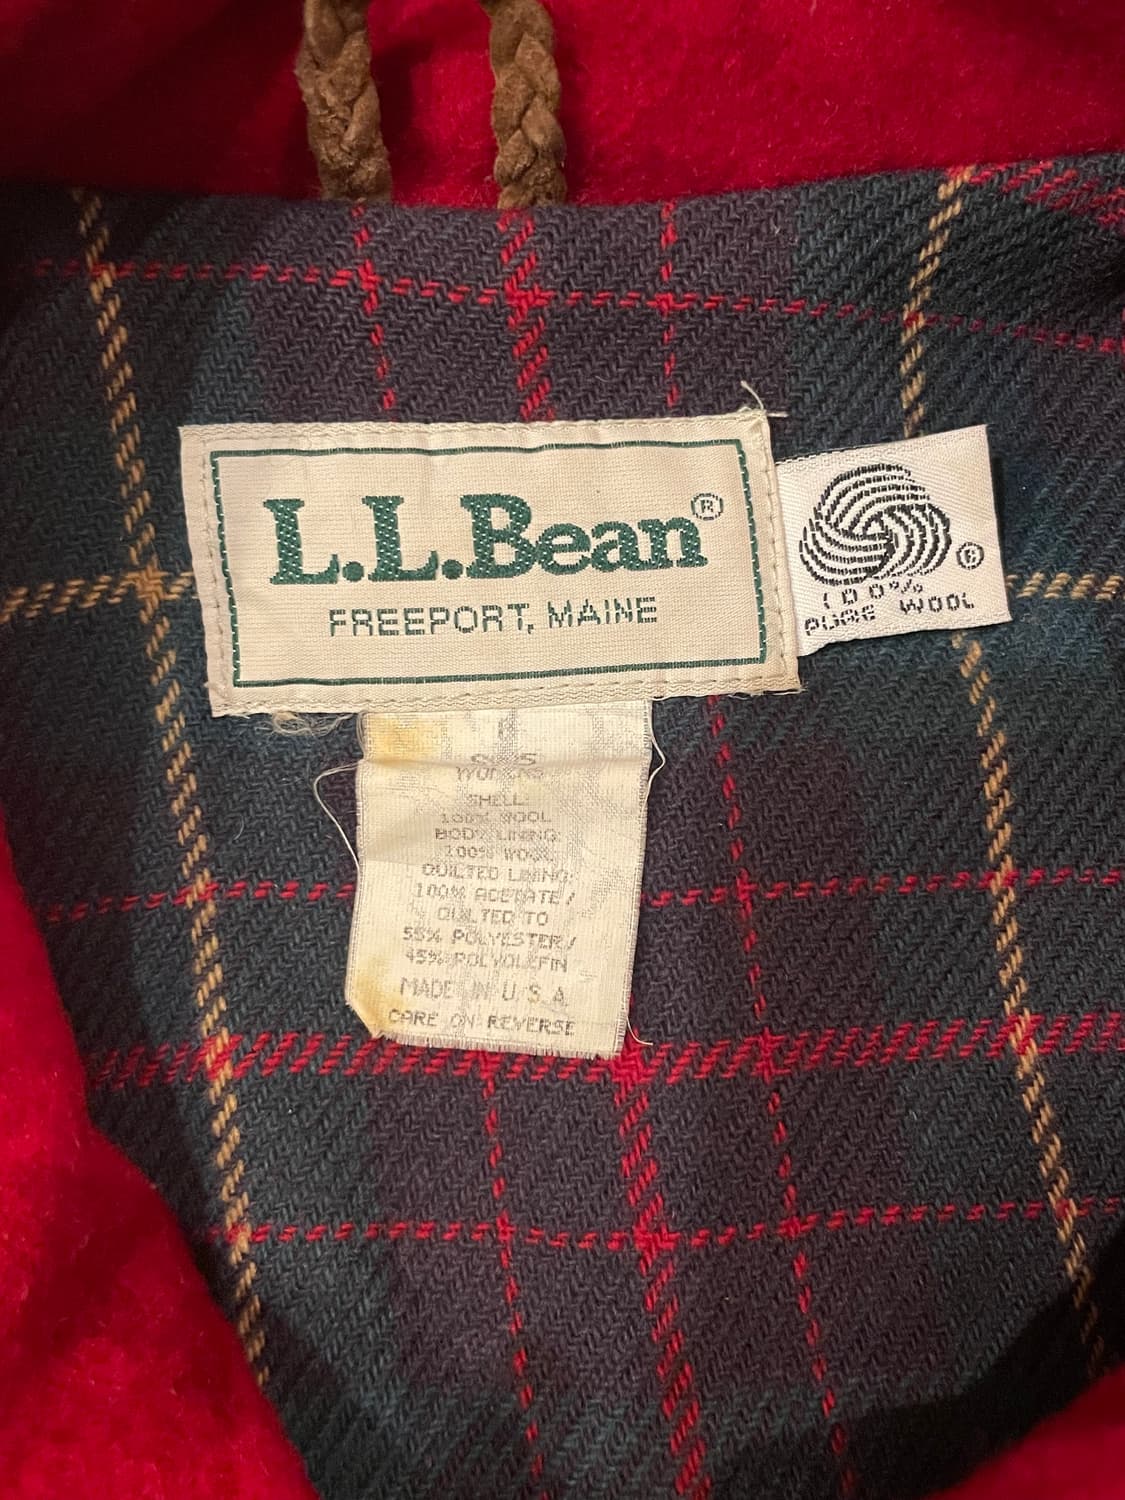 L.L.Bean®
FREEPORT, MAINE
®
100%
PURE WOOL
WOMENS
SHELL:
100% WOOL
BODY LINING:
100% WOOL
QUILTED LINING:
100% ACETATE/
QUILTED TO
55% POLYESTER/
45% POLYOLEFIN
MADE IN U.S.A.
CARE ON REVERSE